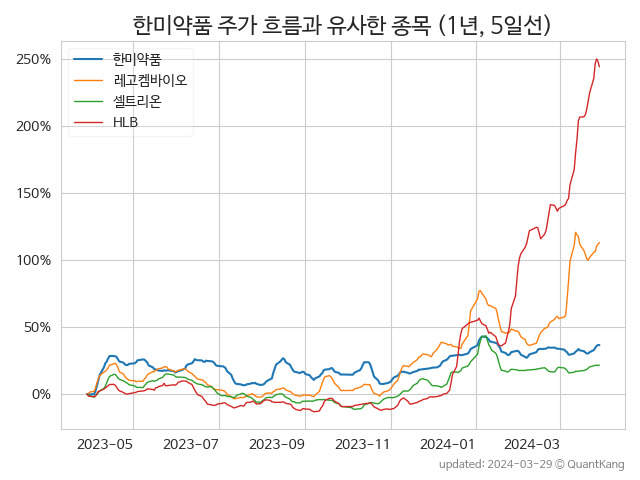 한미약품 주가 흐름과 유사한 종목 (1년, 5일선)
250%
200%
150%
100%
50%
0%
한미약품
레고켐바이오
셀트리온
HLB
2023-05
2023-07
2023-09
2023-11
2024-01
2024-03
updated: 2024-03-29 © QuantKang